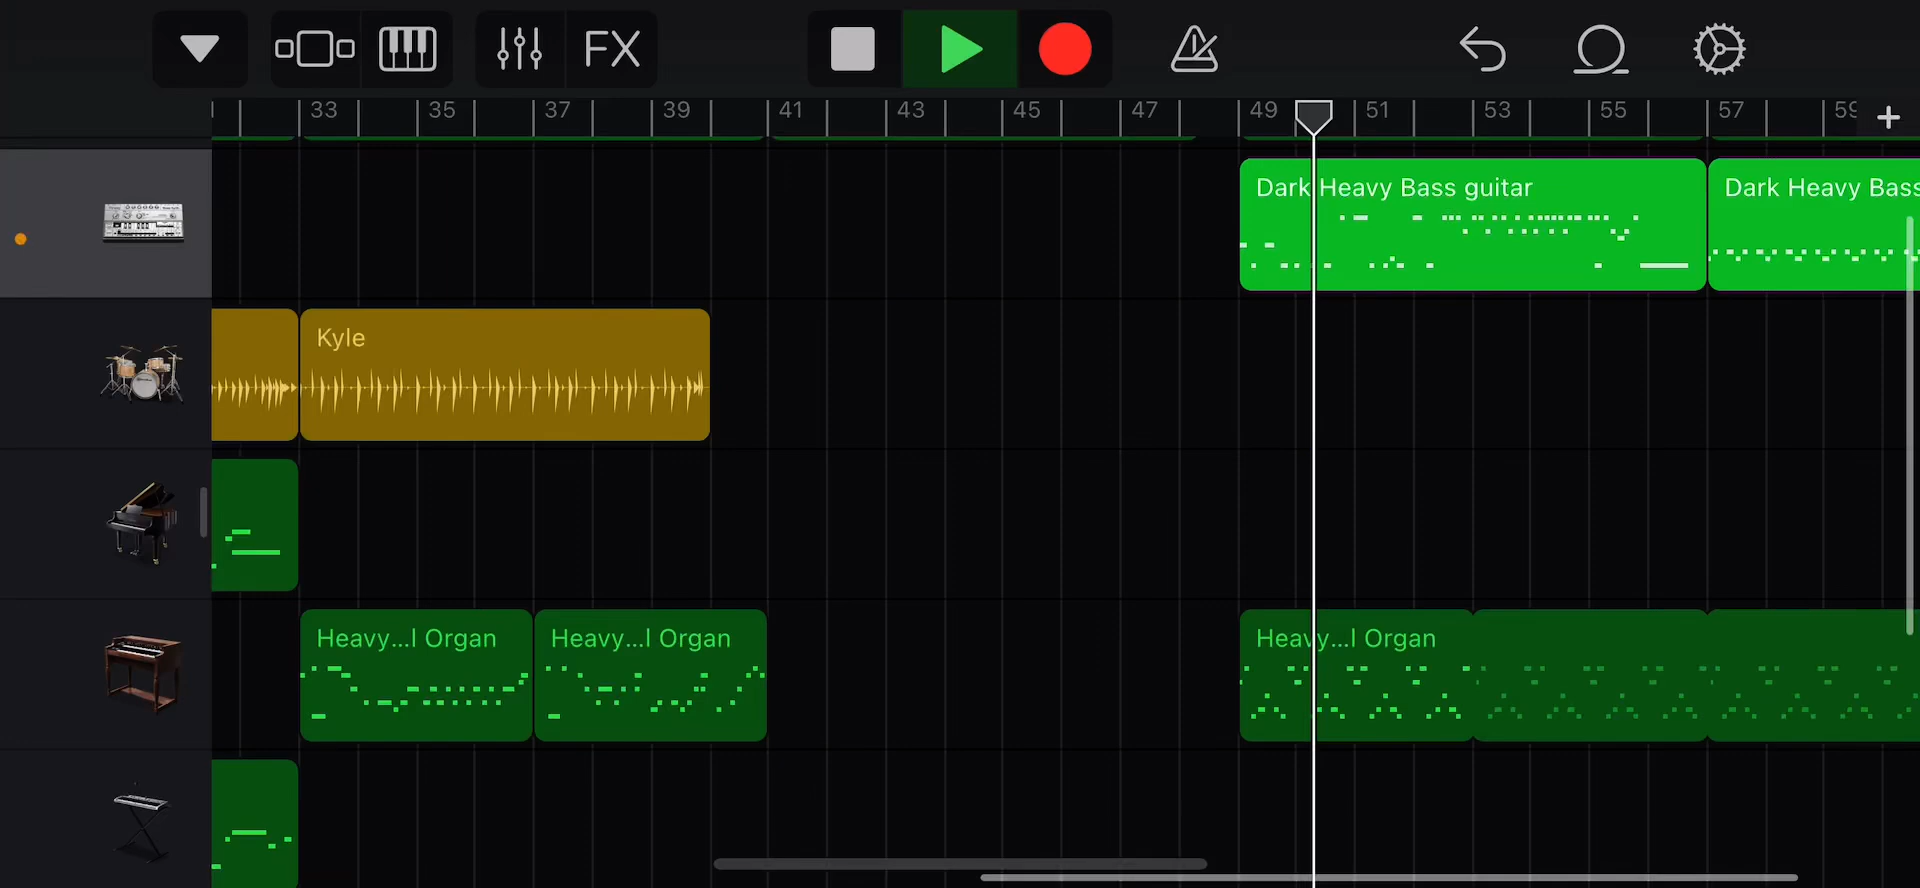 FX
33 35 37 39 41 43 45 47 49 51 53 55 57 59
Dark Heavy Bass guitar
Dark Heavy Bass
Kyle
Heavy...l Organ
Heavy...l Organ
Heavy...l Organ